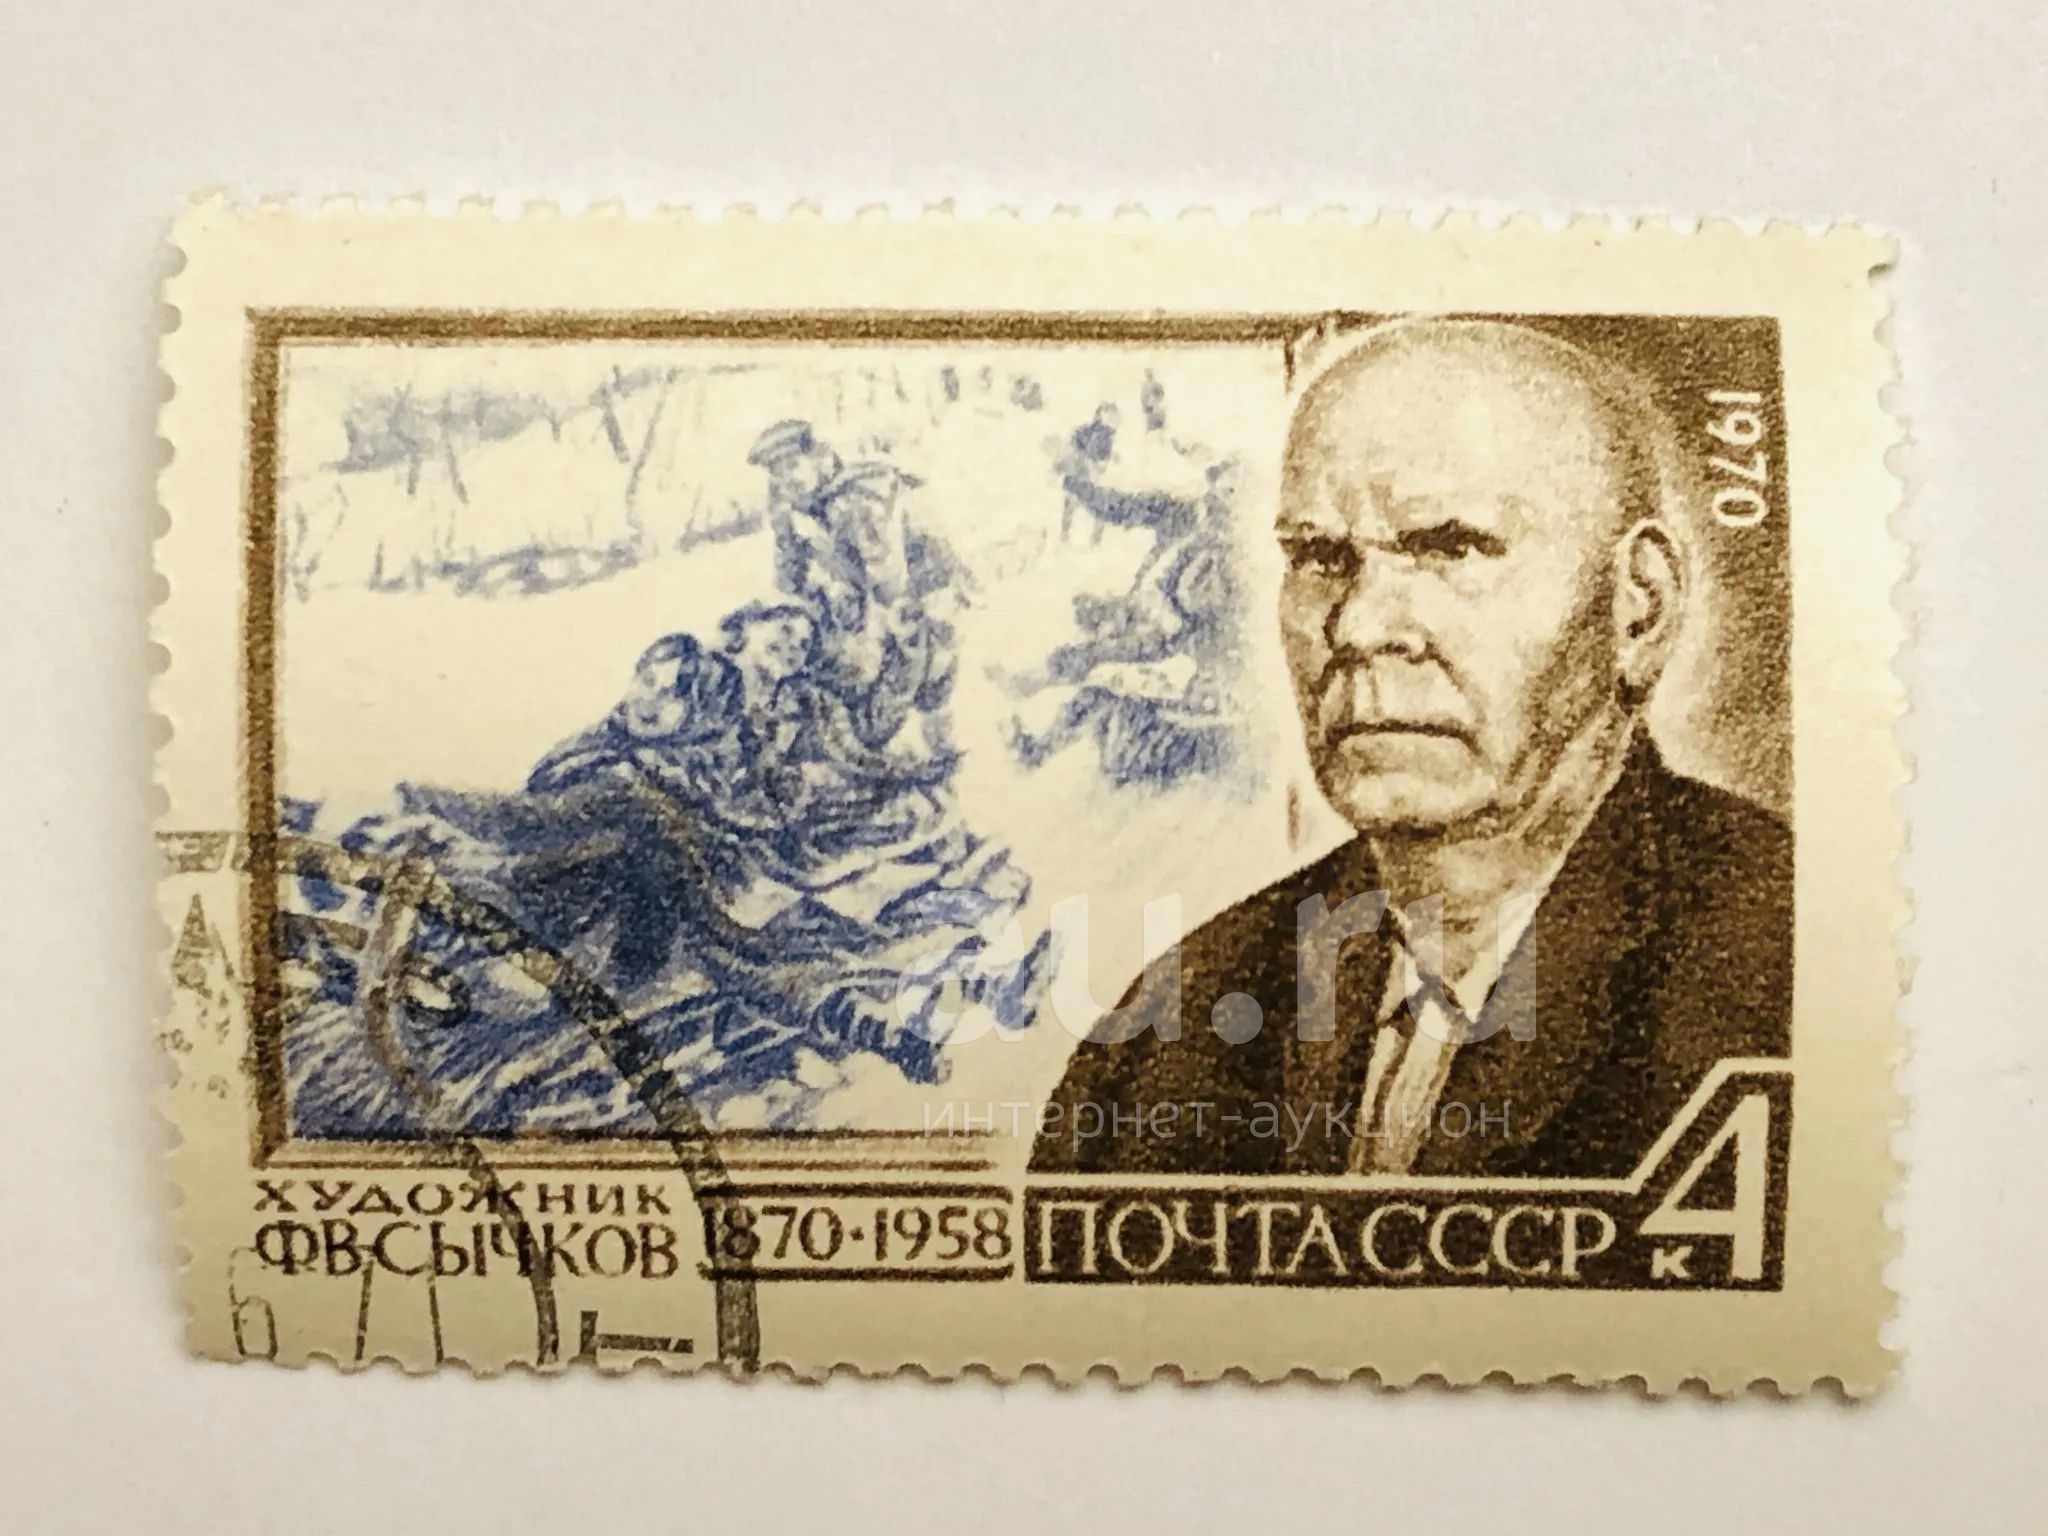 1970
ХУДОЖНИК
Ф·В·СЫЧКОВ
1870·1958
ПОЧТА СССР
4
к
au.ru
интернет-аукцион